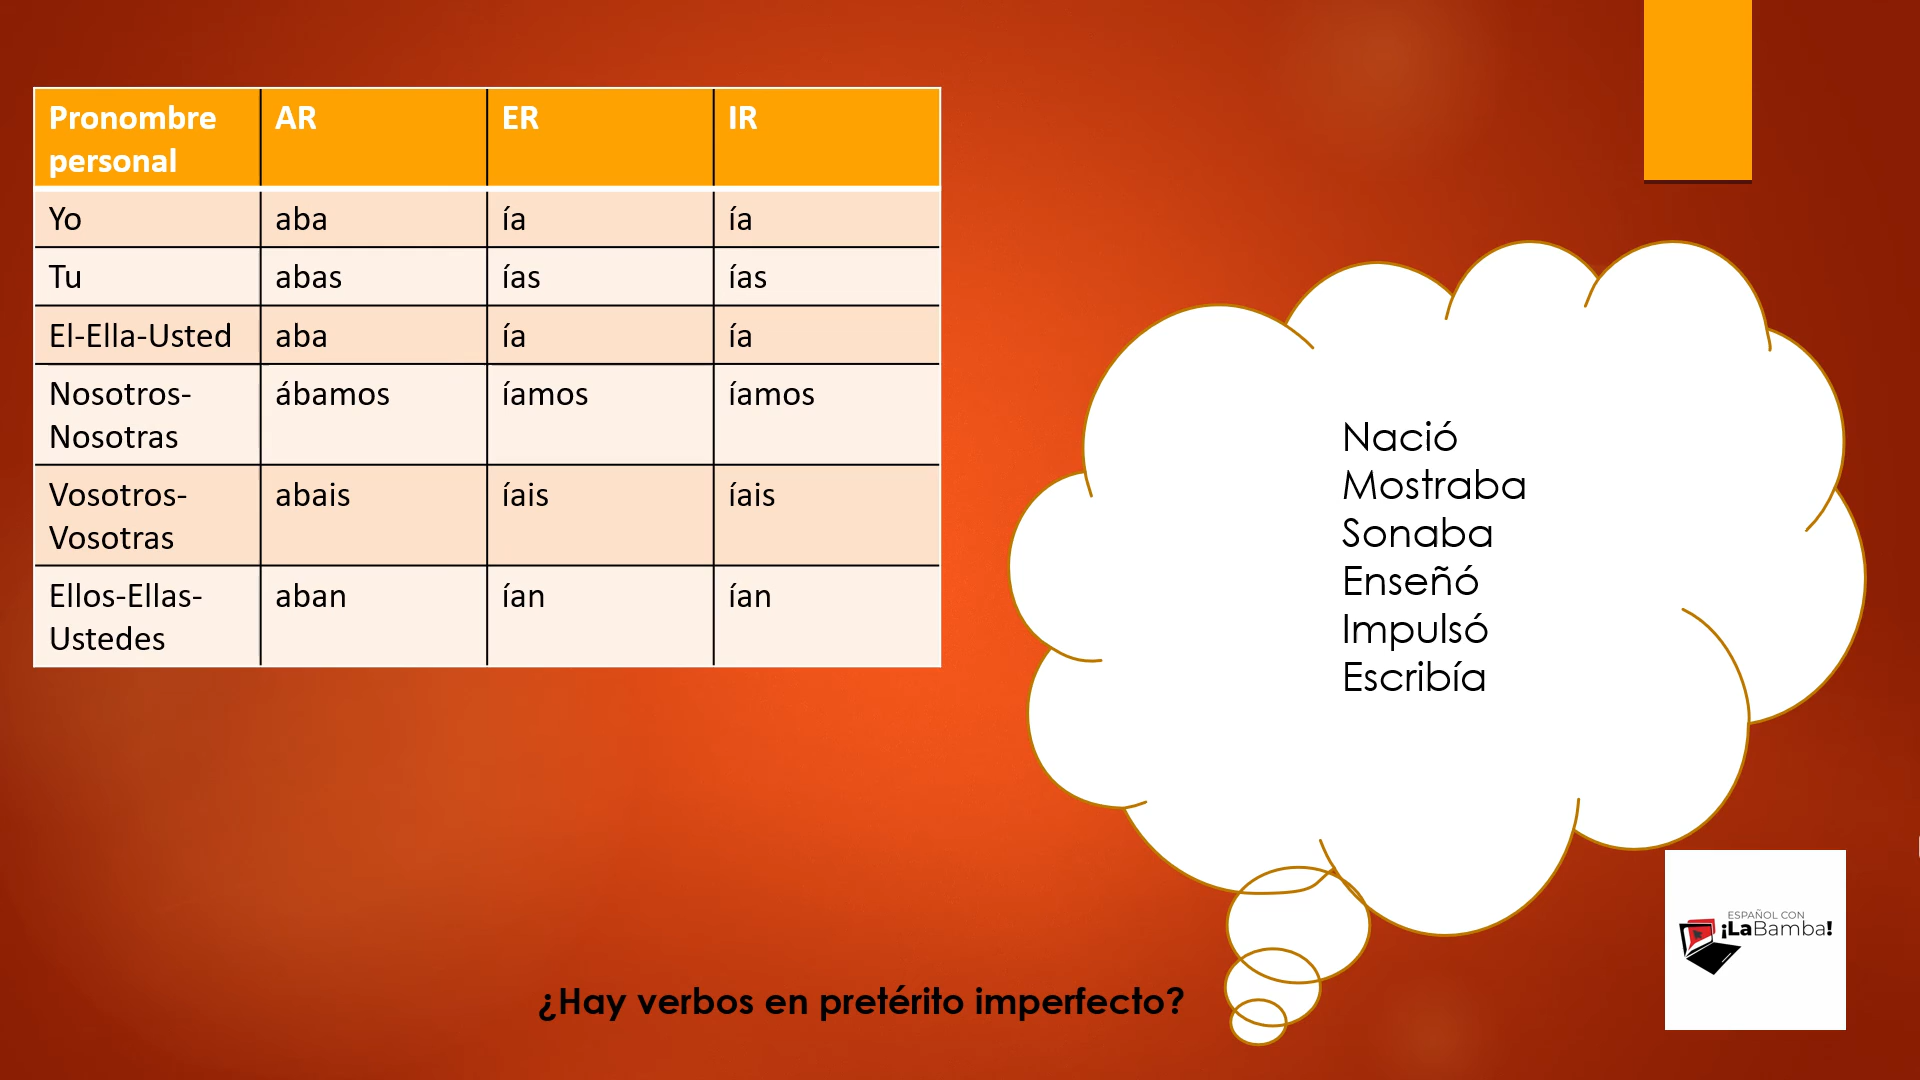 Pronombre personal AR ER IR
Yo aba ía ía
Tu abas ías ías
El-Ella-Usted aba ía ía
Nosotros-Nosotras ábamos íamos íamos
Vosotros-Vosotras abais íais íais
Ellos-Ellas-Ustedes aban ían ían
Nació
Mostraba
Sonaba
Enseñó
Impulsó
Escribía
¿Hay verbos en pretérito imperfecto?
ESPAÑOL CON
¡LaBamba!